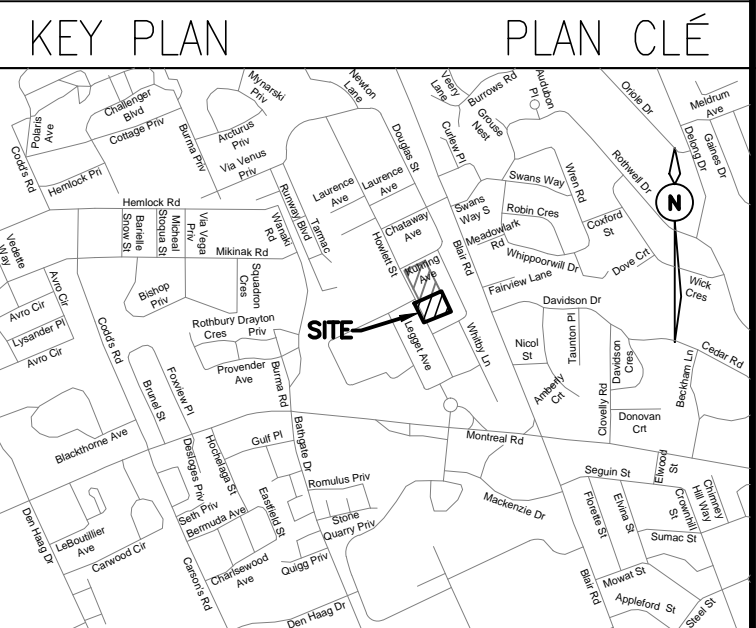 KEY PLAN
PLAN CLÉ
Mynarski
Priv
Newton
Lane
Veery
Lane
Burrows Rd
Audubon
Pl
Oriole Dr
Meldrum
Ave
Polaris
Ave
Challenger
Blvd
Cottage Priv
Burma Priv
Arcturus
Priv
Via Venus
Priv
Douglas St
Curlew Pl
Grouse
Nest
Delong Dr
Gaines Dr
Codd's Rd
Hemlock Pri
Laurence
Ave
Laurence
Ave
Swans Way
Wren Rd
Rothwell Dr
N
Hemlock Rd
Barielle
Snow St
Stoqua St
Micheal
Via Vega
Priv
Wanaki
Rd
Runway Blvd
Tarmac
Howlett St
Chataway
Ave
Swans
Way S
Robin Cres
Meadowlark
Rd
Coxford
St
Vedette
Way
Mikinak Rd
Blair Rd
Whippoorwill Dr
Dove Crt
Avro Cir
Avro Cir
Bishop
Priv
Squadron
Cres
Kutting
Ave
Fairview Lane
Wick
Cres
Lysander Pl
Avro Cir
Codd's Rd
Rothbury
Cres
Drayton
Priv
SITE
Legget Ave
Whitby Ln
Davidson Dr
Nicol
St
Taunton Pl
Davidson
Cres
Cedar Rd
Provender
Ave
Burma Rd
Brunel St
Foxview Pl
Amberly
Crt
Clovelly Rd
Beckham Ln
Donovan
Crt
Blackthorne Ave
Gulf Pl
Bathgate Dr
Montreal Rd
Desloges Priv
Hochelaga St
Seguin St
Elwood
St
Romulus Priv
Seth Priv
Bermuda Ave
Eastfield St
Mackenzie Dr
Florette St
Elvina St
Crownhill
St
Chimney
Hill Way
Den Haag Dr
LeBoutillier
Ave
Carwood Cir
Stone
Quarry Priv
Sumac St
Carson's Rd
Charlsewood
Ave
Quigg Priv
Blair Rd
Mowat St
Den Haag Dr
Appleford St
Steel St